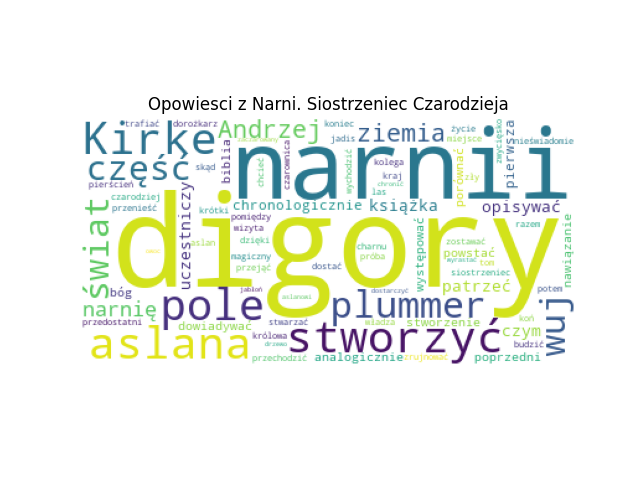 Opowiesci z Narni. Siostrzeniec Czarodzieja
trafiać dorożkarz Andrzej koniec życie zwycięsko nieświadomie
Kirke ziemia jadis miejsce pierwsza
narnii
część skąd biblia chcieć czarownica wychodzić kolega kraj porównać zły
pierścień uczestniczyć las tom
czarodziej krótki chronologicznie książka opisywać
przenieść
digory
świat pomiędzy wizyta dzięki charnu występować razem nawiązanie
aslan próba zostawać powstać
magiczny przejąć dostać siostrzeniec patrzeć
bóg jabłoń aslanowi dostarczyć potem
narnię pole plummer wuj
przedostatni dowiadywać stwarzać władza stworzenie koń czym
aslana królowa stworzyć budzić
drzewo
przechodzić analogicznie zrujnować poprzedni